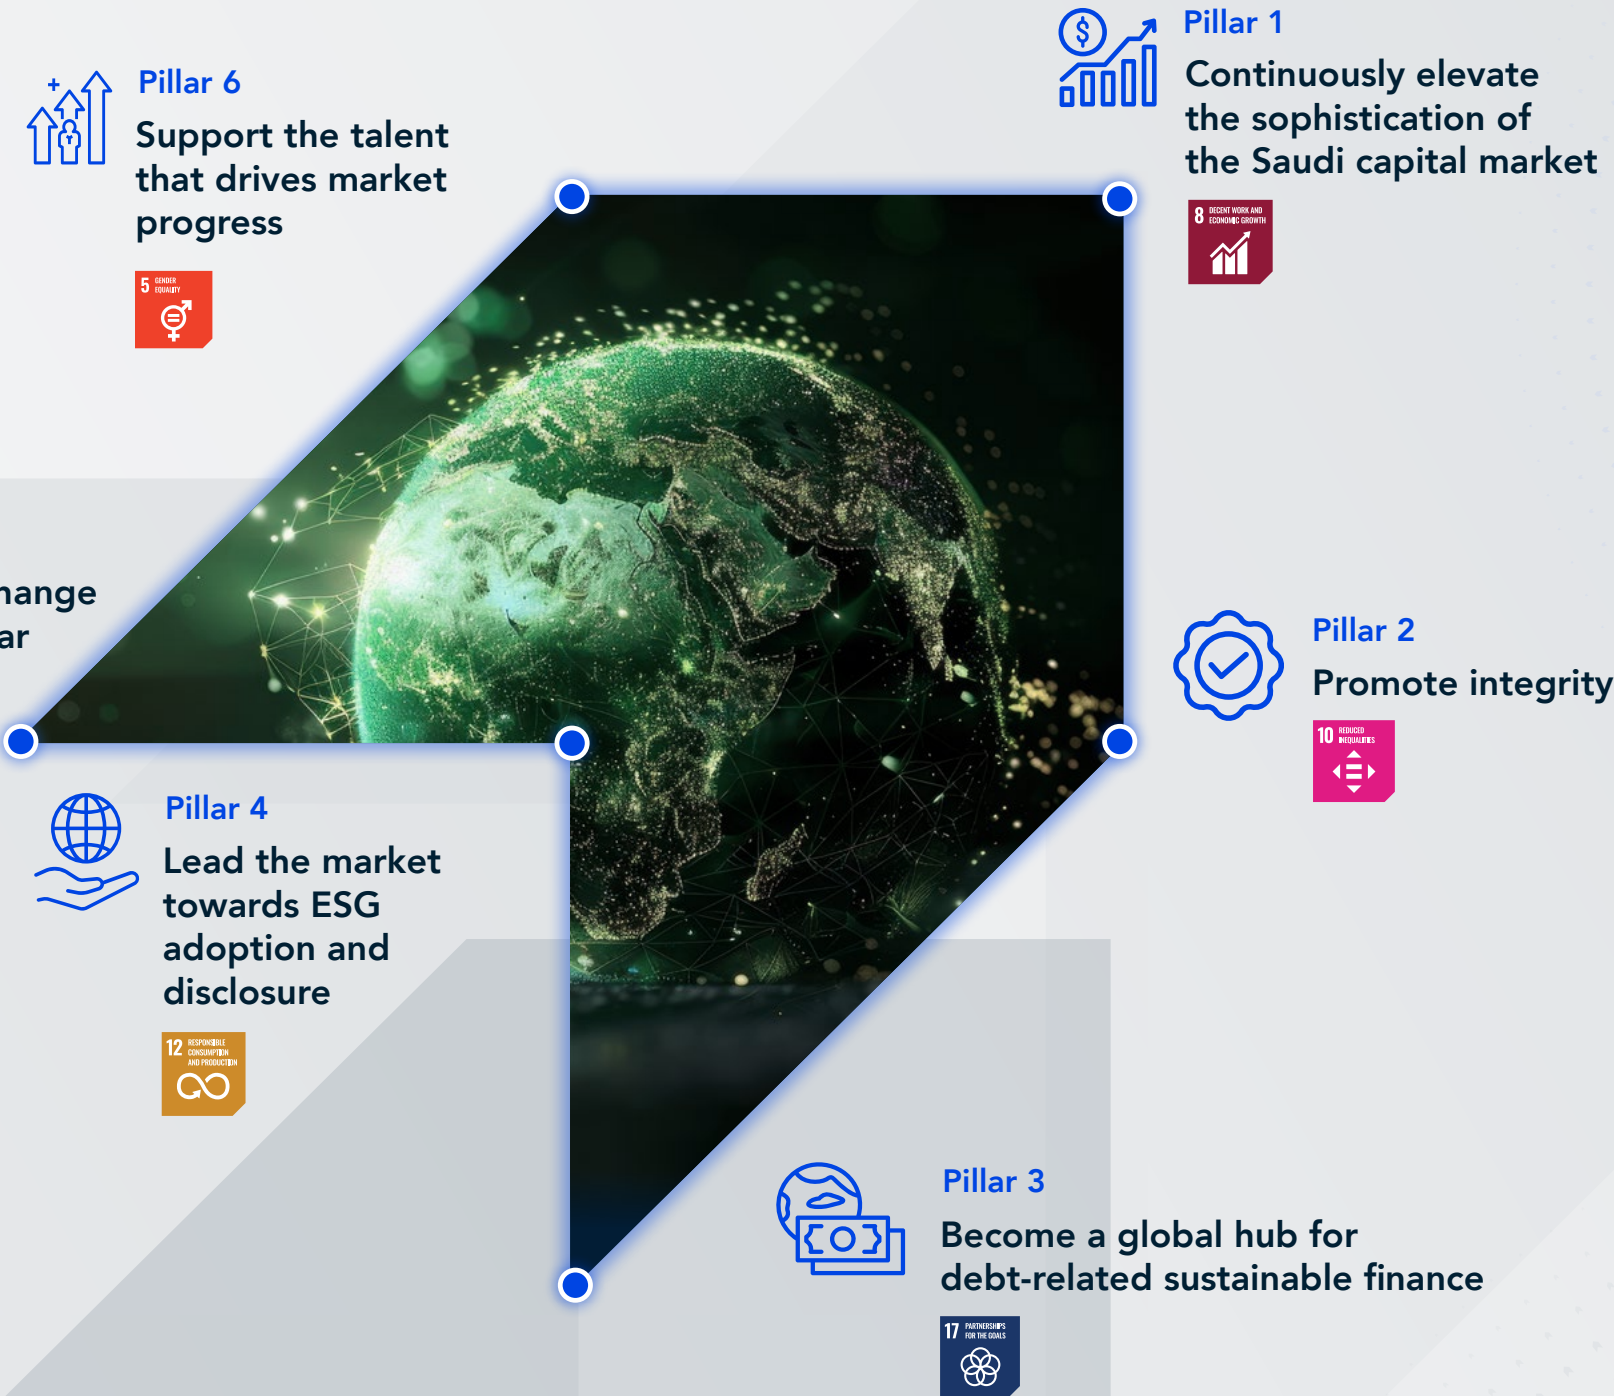 Pillar 1
Continuously elevate
the sophistication of
the Saudi capital market
8 DECENT WORK AND
ECONOMIC GROWTH
Pillar 6
Support the talent
that drives market
progress
5 GENDER
EQUALITY
Pillar 2
Promote integrity
10 REDUCED
INEQUALITIES
Pillar 4
Lead the market
towards ESG
adoption and
disclosure
12 RESPONSIBLE
CONSUMPTION
AND PRODUCTION
Pillar 3
Become a global hub for
debt-related sustainable finance
17 PARTNERSHIPS
FOR THE GOALS